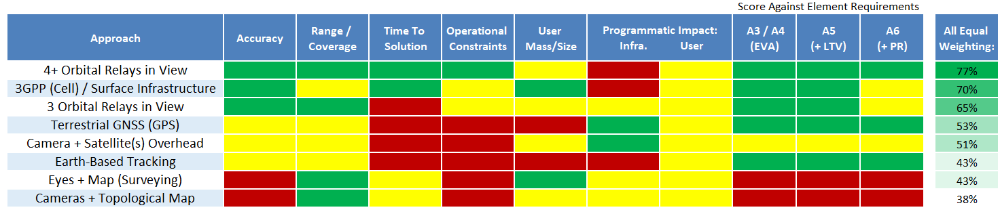 Score Against Element Requirements
Approach
Accuracy
Range /
Coverage
Time To
Solution
Operational
Constraints
User
Mass/Size
Programmatic Impact:
Infra. User
A3 / A4
(EVA)
A5
(+ LTV)
A6
(+ PR)
All Equal
Weighting:
4+ Orbital Relays in View 77%
3GPP (Cell) / Surface Infrastructure 70%
3 Orbital Relays in View 65%
Terrestrial GNSS (GPS) 53%
Camera + Satellite(s) Overhead 51%
Earth-Based Tracking 43%
Eyes + Map (Surveying) 43%
Cameras + Topological Map 38%